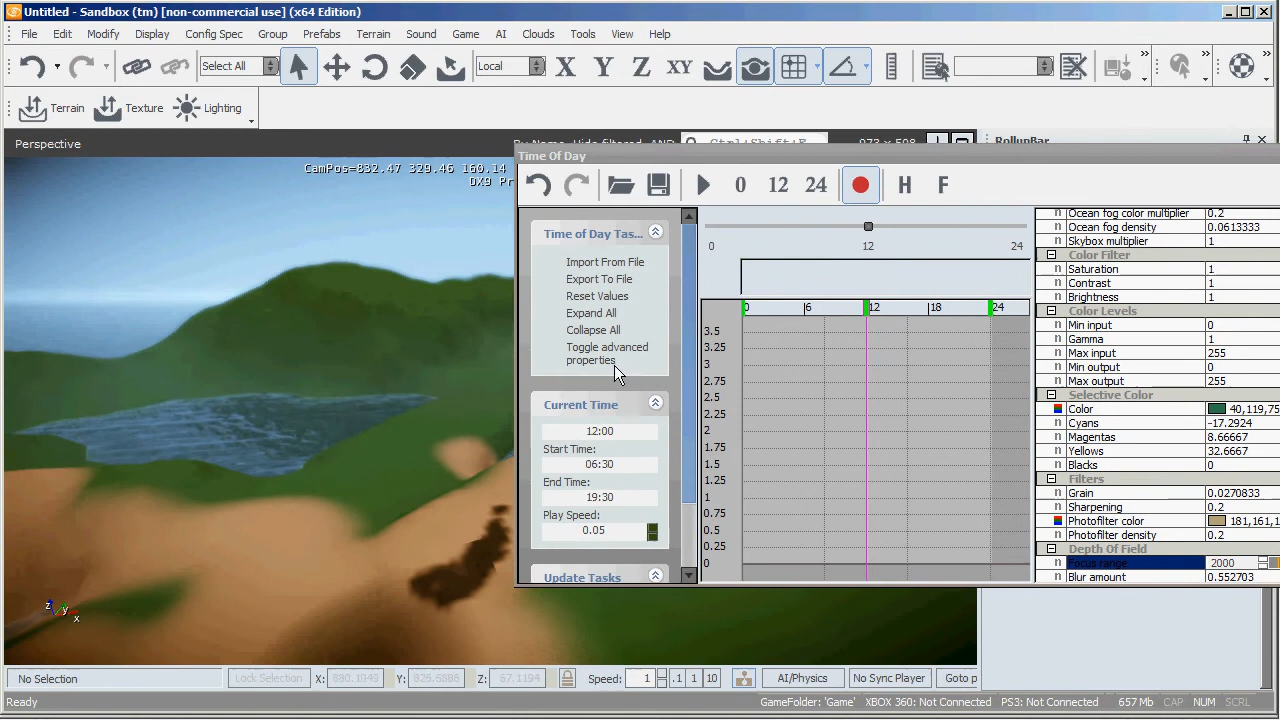 Untitled - Sandbox (tm) [non-commercial use] (x64 Edition)
File Edit Modify Display Config Spec Group Prefabs Terrain Sound Game AI Clouds Tools View Help
Select All Local X Y Z XY
Terrain Texture Lighting
Perspective
CamPos=832.47 329.46 160.14
RollupBar
Time Of Day
0 12 24 H F
Time of Day Tas...
Import From File
Export To File
Reset Values
Expand All
Collapse All
Toggle advanced
properties
Current Time
12:00
Start Time:
06:30
End Time:
19:30
Play Speed:
0.05
Update Tasks
0 12 24
0 6 12 18 24
3.5
3.25
3
2.75
2.5
2.25
2
1.75
1.5
1.25
1
0.75
0.5
0.25
0
n Ocean fog color multiplier 0.2
n Ocean fog density 0.0613333
n Skybox multiplier 1
Color Filter
n Saturation 1
n Contrast 1
n Brightness 1
Color Levels
n Min input 0
n Gamma 1
n Max input 255
n Min output 0
n Max output 255
Selective Color
Color 40,119,75
n Cyans -17.2924
n Magentas 8.66667
n Yellows 32.6667
n Blacks 0
Filters
n Grain 0.0270833
n Sharpening 0.2
Photofilter color 181,161,1
n Photofilter density 0.2
Depth Of Field
n Focus range 2000
n Blur amount 0.552703
z y x
No Selection Lock Selection X: Y: Z: 67.1194 Speed: 1 .1 1 10 AI/Physics No Sync Player Goto p
Ready GameFolder: 'Game' XBOX 360: Not Connected PS3: Not Connected 657 Mb CAP NUM SCRL